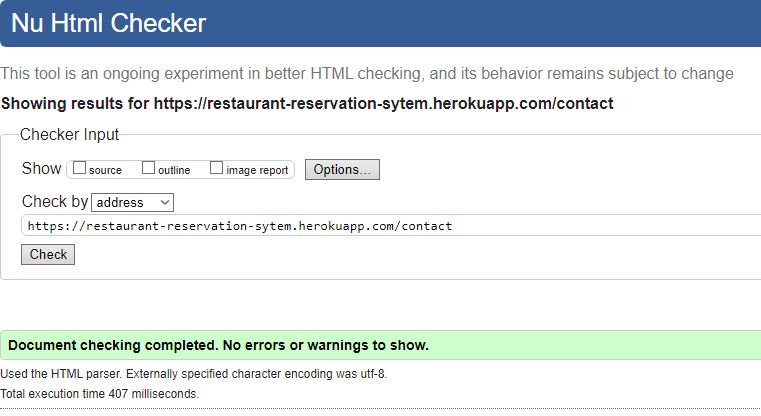 Nu Html Checker
This tool is an ongoing experiment in better HTML checking, and its behavior remains subject to change
Showing results for https://restaurant-reservation-sytem.herokuapp.com/contact
Checker Input
Show source outline image report Options...
Check by address
https://restaurant-reservation-sytem.herokuapp.com/contact
Check
Document checking completed. No errors or warnings to show.
Used the HTML parser. Externally specified character encoding was utf-8.
Total execution time 407 milliseconds.